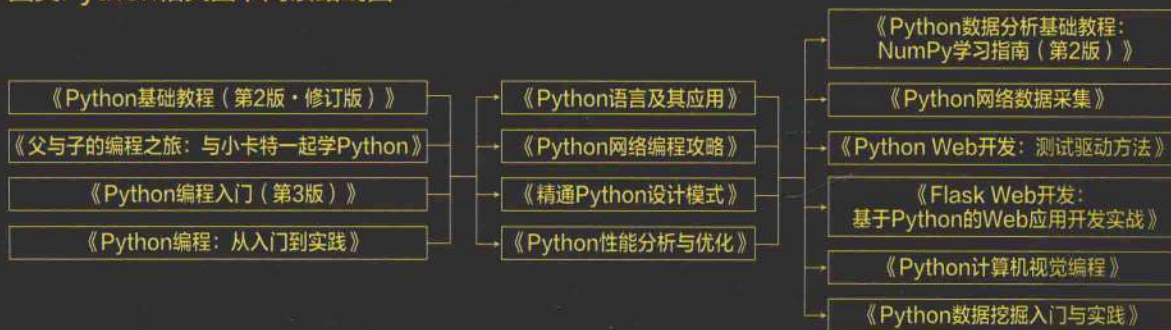 《Python基础教程（第2版·修订版）》
《父与子的编程之旅：与小卡特一起学Python》
《Python编程入门（第3版）》
《Python编程：从入门到实践》
《Python语言及其应用》
《Python网络编程攻略》
《精通Python设计模式》
《Python性能分析与优化》
《Python数据分析基础教程：
NumPy学习指南（第2版）》
《Python网络数据采集》
《Python Web开发：测试驱动方法》
《Flask Web开发：
基于Python的Web应用开发实战》
《Python计算机视觉编程》
《Python数据挖掘入门与实践》